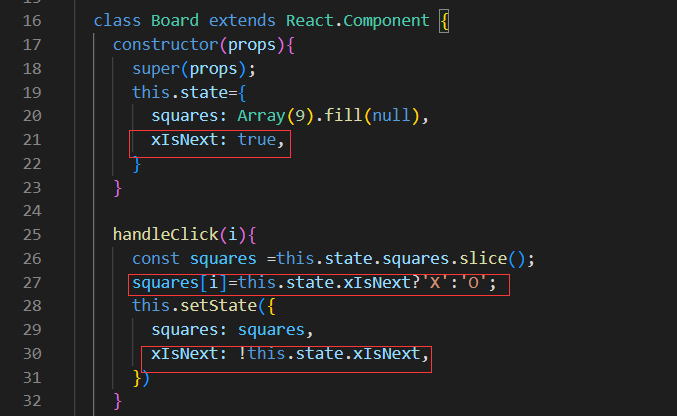 16 class Board extends React.Component {
17 constructor(props){
18 super(props);
19 this.state={
20 squares: Array(9).fill(null),
21 xIsNext: true,
22 }
23 }
24
25 handleClick(i){
26 const squares =this.state.squares.slice();
27 squares[i]=this.state.xIsNext?'X':'O';
28 this.setState({
29 squares: squares,
30 xIsNext: !this.state.xIsNext,
31 })
32 }